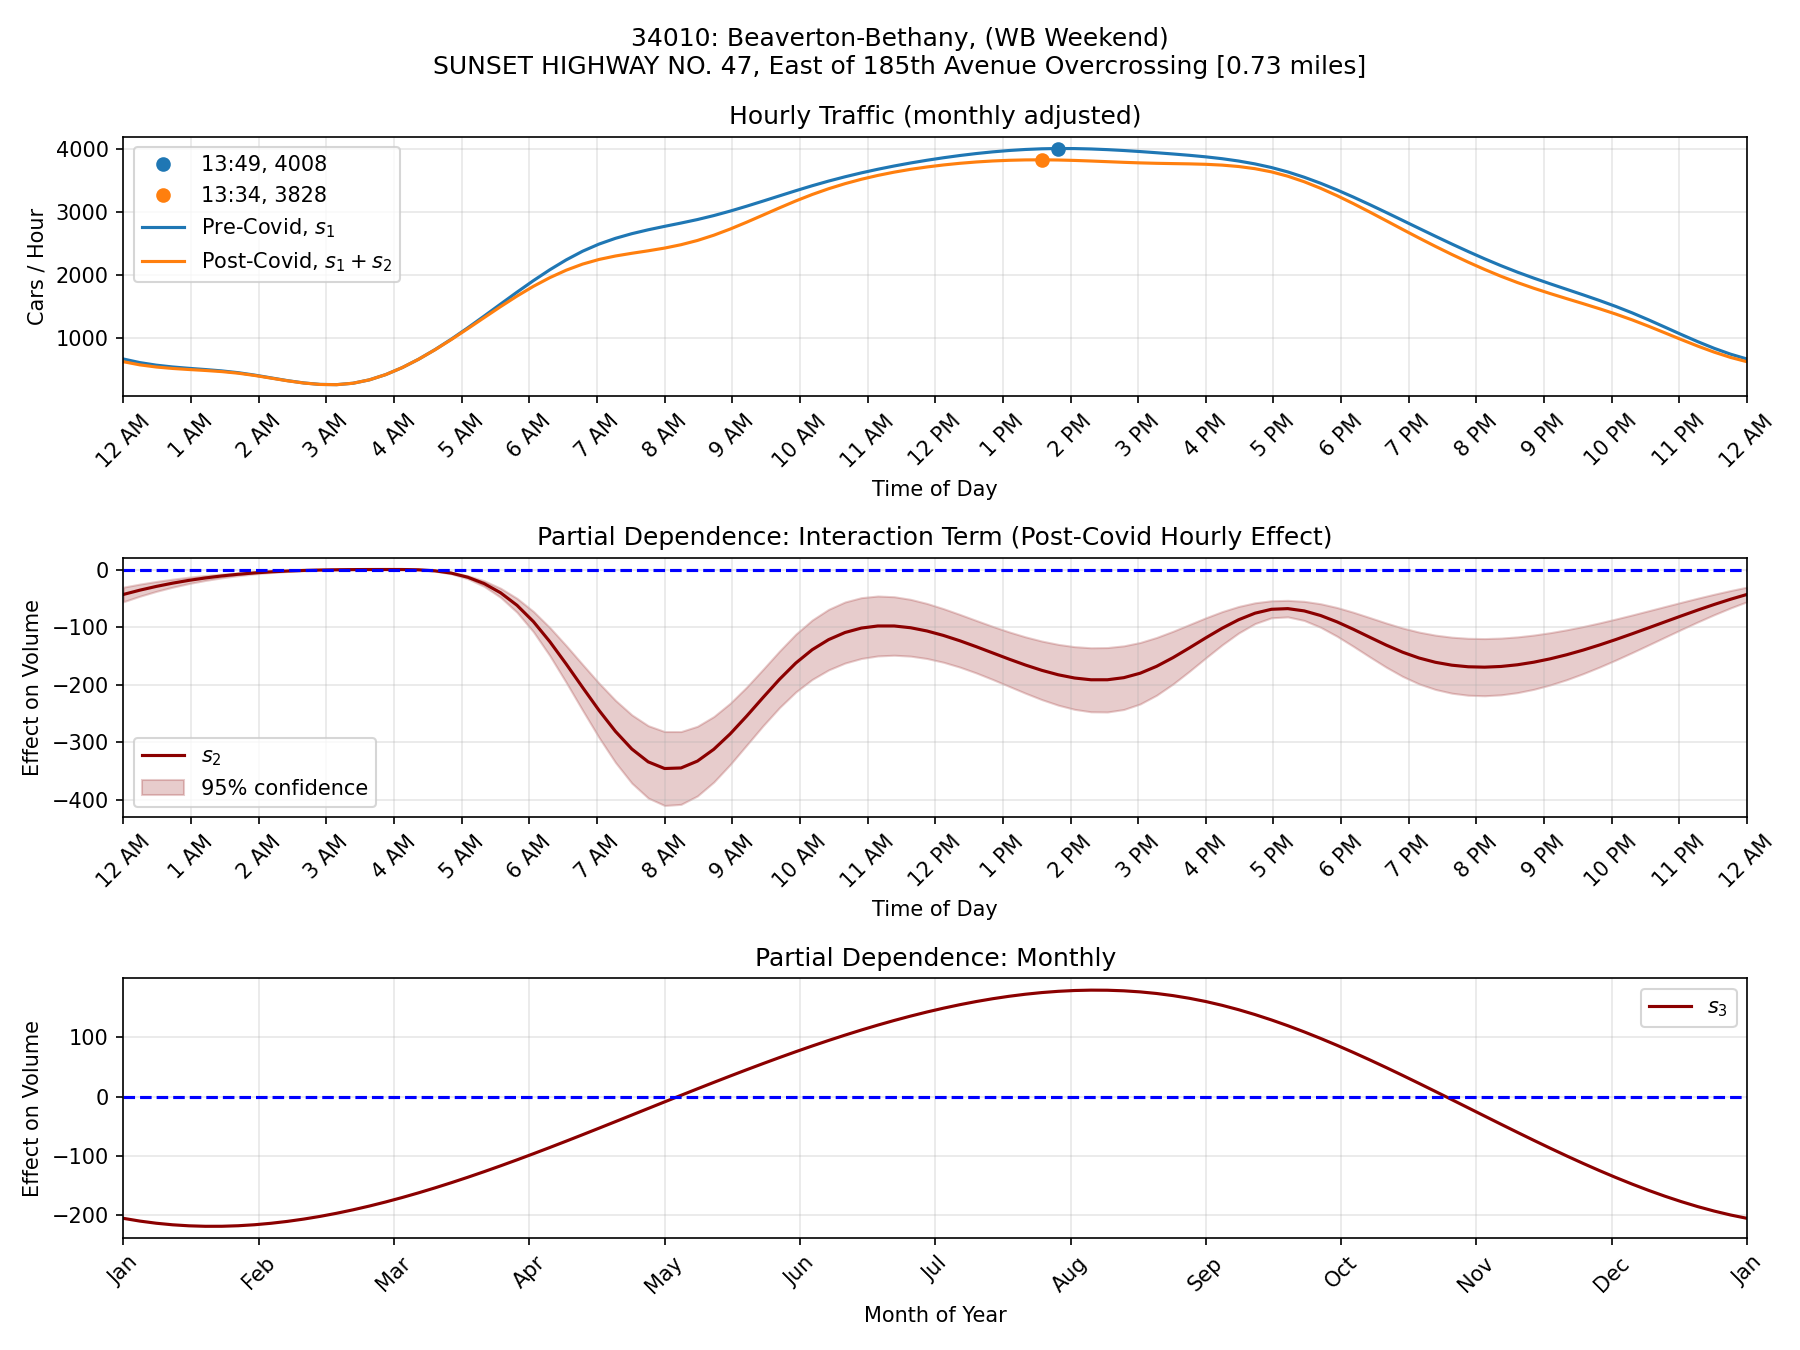 34010: Beaverton-Bethany, (WB Weekend)
SUNSET HIGHWAY NO. 47, East of 185th Avenue Overcrossing [0.73 miles]
Hourly Traffic (monthly adjusted)
Cars / Hour
4000
3000
2000
1000
13:49, 4008
13:34, 3828
Pre-Covid, s₁
Post-Covid, s₁ + s₂
12 AM 1 AM 2 AM 3 AM 4 AM 5 AM 6 AM 7 AM 8 AM 9 AM 10 AM 11 AM 12 PM 1 PM 2 PM 3 PM 4 PM 5 PM 6 PM 7 PM 8 PM 9 PM 10 PM 11 PM 12 AM
Time of Day
Partial Dependence: Interaction Term (Post-Covid Hourly Effect)
Effect on Volume
0
−100
−200
−300
−400
s₂
95% confidence
12 AM 1 AM 2 AM 3 AM 4 AM 5 AM 6 AM 7 AM 8 AM 9 AM 10 AM 11 AM 12 PM 1 PM 2 PM 3 PM 4 PM 5 PM 6 PM 7 PM 8 PM 9 PM 10 PM 11 PM 12 AM
Time of Day
Partial Dependence: Monthly
Effect on Volume
100
0
−100
−200
s₃
Jan Feb Mar Apr May Jun Jul Aug Sep Oct Nov Dec Jan
Month of Year